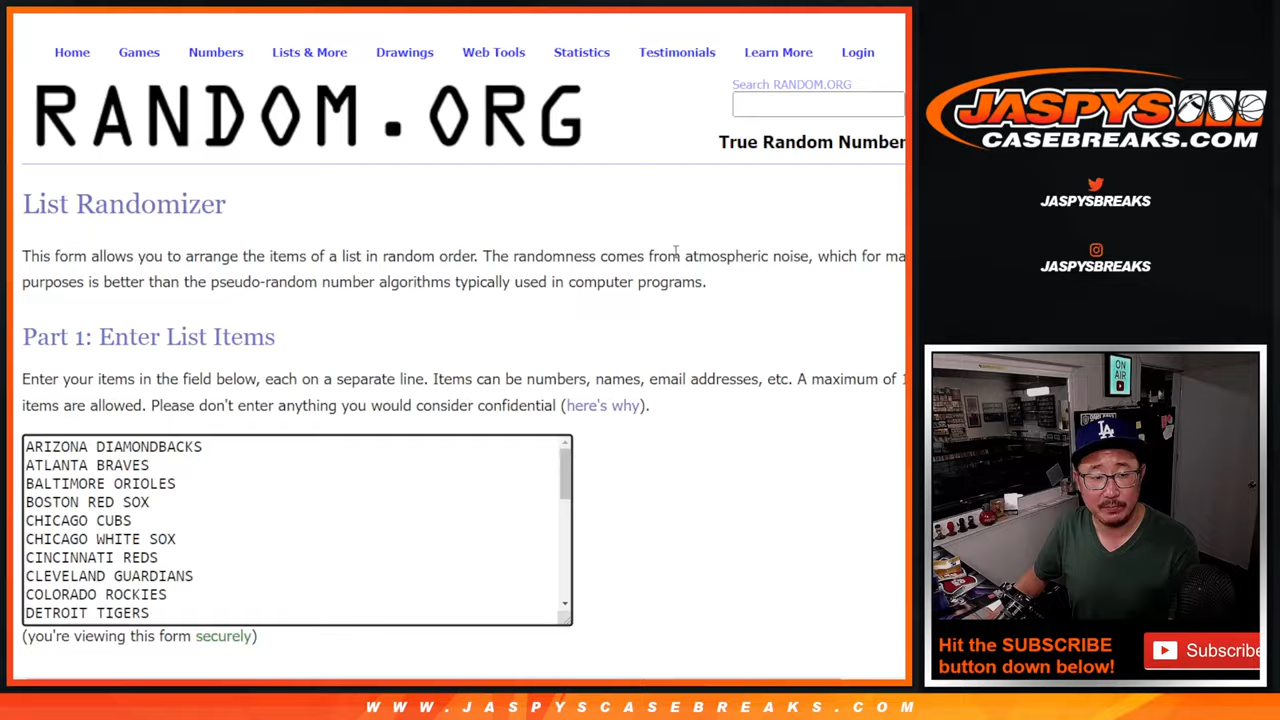 Home Games Numbers Lists & More Drawings Web Tools Statistics Testimonials Learn More Login
RANDOM.ORG
Search RANDOM.ORG
True Random Number
List Randomizer
This form allows you to arrange the items of a list in random order. The randomness comes from atmospheric noise, which for ma
purposes is better than the pseudo-random number algorithms typically used in computer programs.
Part 1: Enter List Items
Enter your items in the field below, each on a separate line. Items can be numbers, names, email addresses, etc. A maximum of 1
items are allowed. Please don't enter anything you would consider confidential (here's why).
ARIZONA DIAMONDBACKS
ATLANTA BRAVES
BALTIMORE ORIOLES
BOSTON RED SOX
CHICAGO CUBS
CHICAGO WHITE SOX
CINCINNATI REDS
CLEVELAND GUARDIANS
COLORADO ROCKIES
DETROIT TIGERS
(you're viewing this form securely)
JASPYS
CASEBREAKS.COM
JASPYSBREAKS
JASPYSBREAKS
ON
AIR
LA
Hit the SUBSCRIBE
button down below!
Subscribe
WWW.JASPYSCASEBREAKS.COM